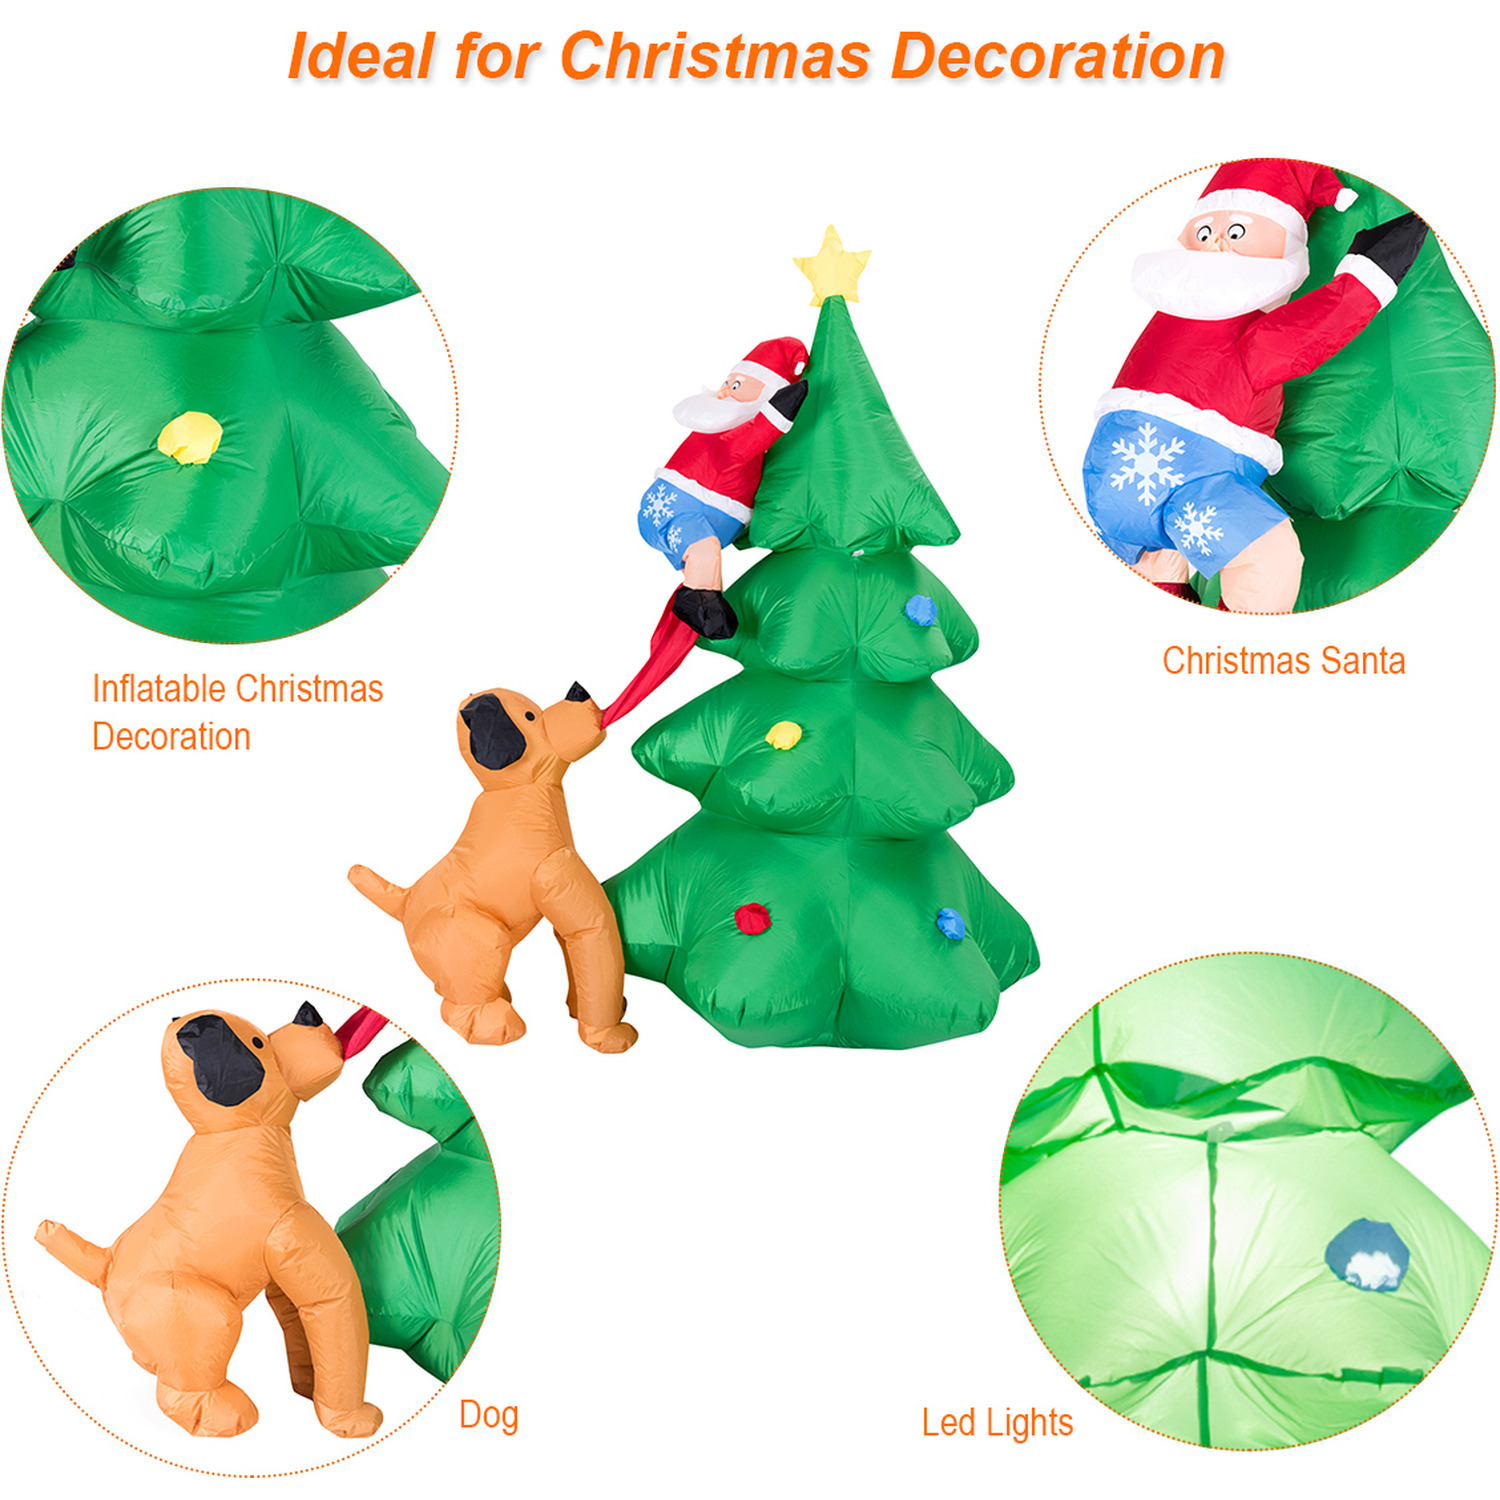 Ideal for Christmas Decoration
Inflatable Christmas
Decoration
Christmas Santa
Dog
Led Lights